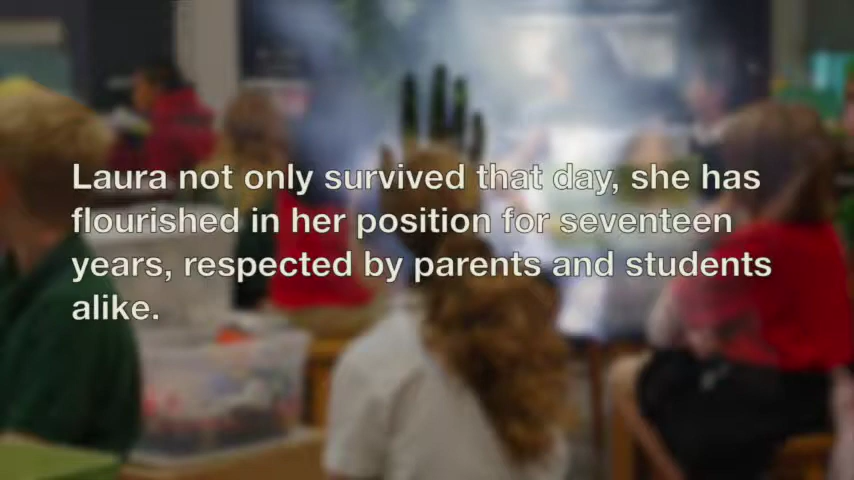 Laura not only survived that day, she has
flourished in her position for seventeen
years, respected by parents and students
alike.